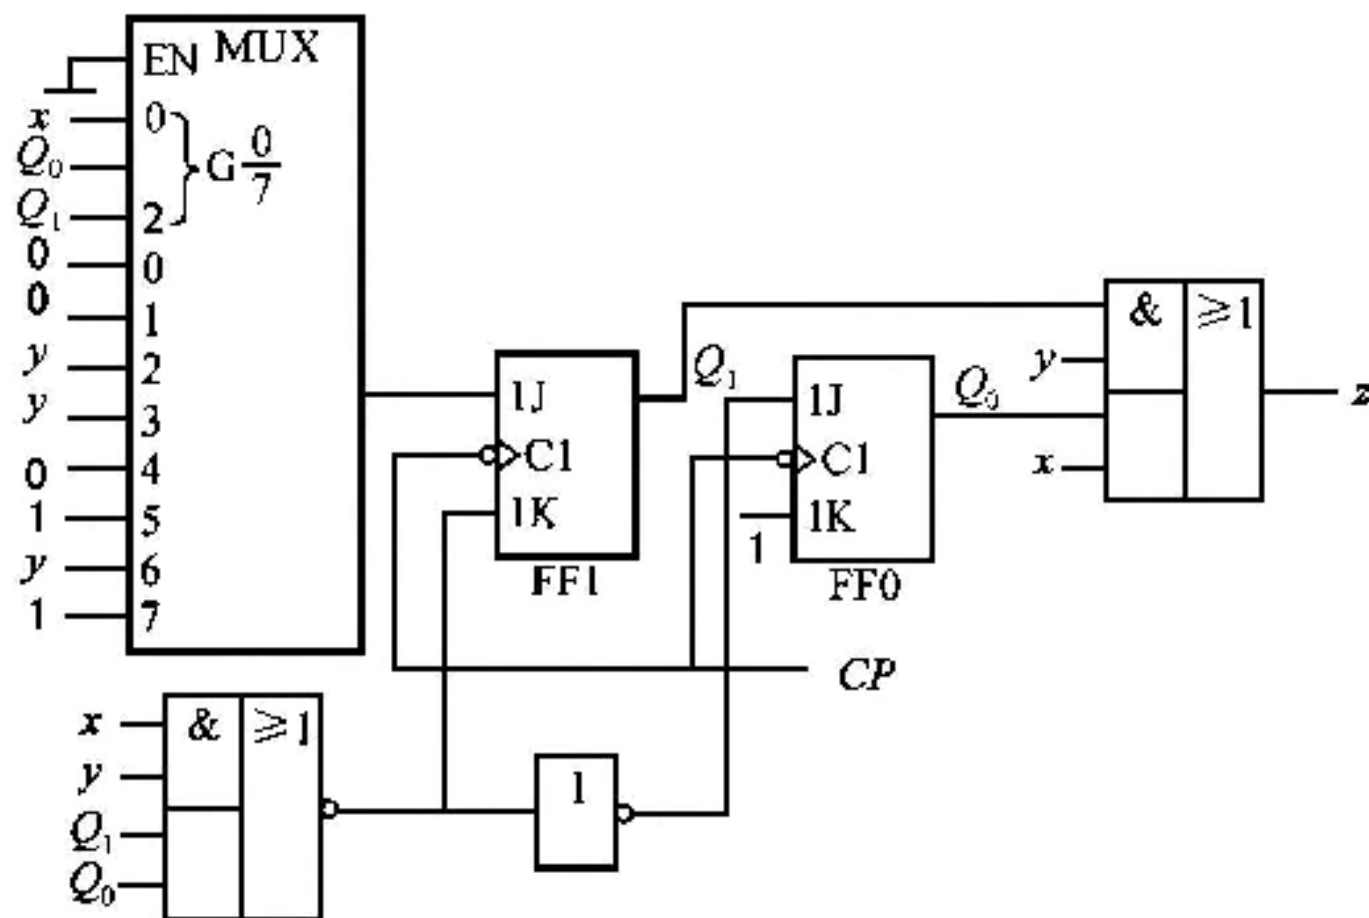 EN MUX
x 0
Q₀
Q₁ 2
G 0/7
0 0
0 1
y 2
y 3
0 4
1 5
y 6
1 7
1J
C1
1K
FF1
Q₁
1J
C1
1K
1
FF0
Q₀
&
≥1
y
x
z
CP
x
y
Q₁
Q₀
&
≥1
1